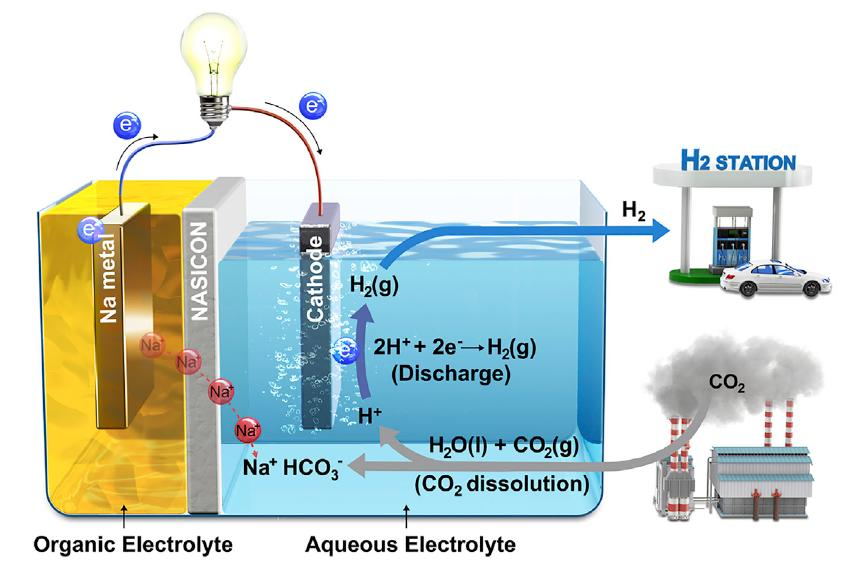 e⁻
e⁻
H₂ STATION
H₂
e⁻
Na metal
NASICON
Cathode
H₂(g)
Na⁺
Na⁺
Na⁺
Na⁺
e⁻
2H⁺ + 2e⁻→H₂(g)
(Discharge)
H⁺
CO₂
H₂O(l) + CO₂(g)
Na⁺ HCO₃⁻
(CO₂ dissolution)
Organic Electrolyte
Aqueous Electrolyte